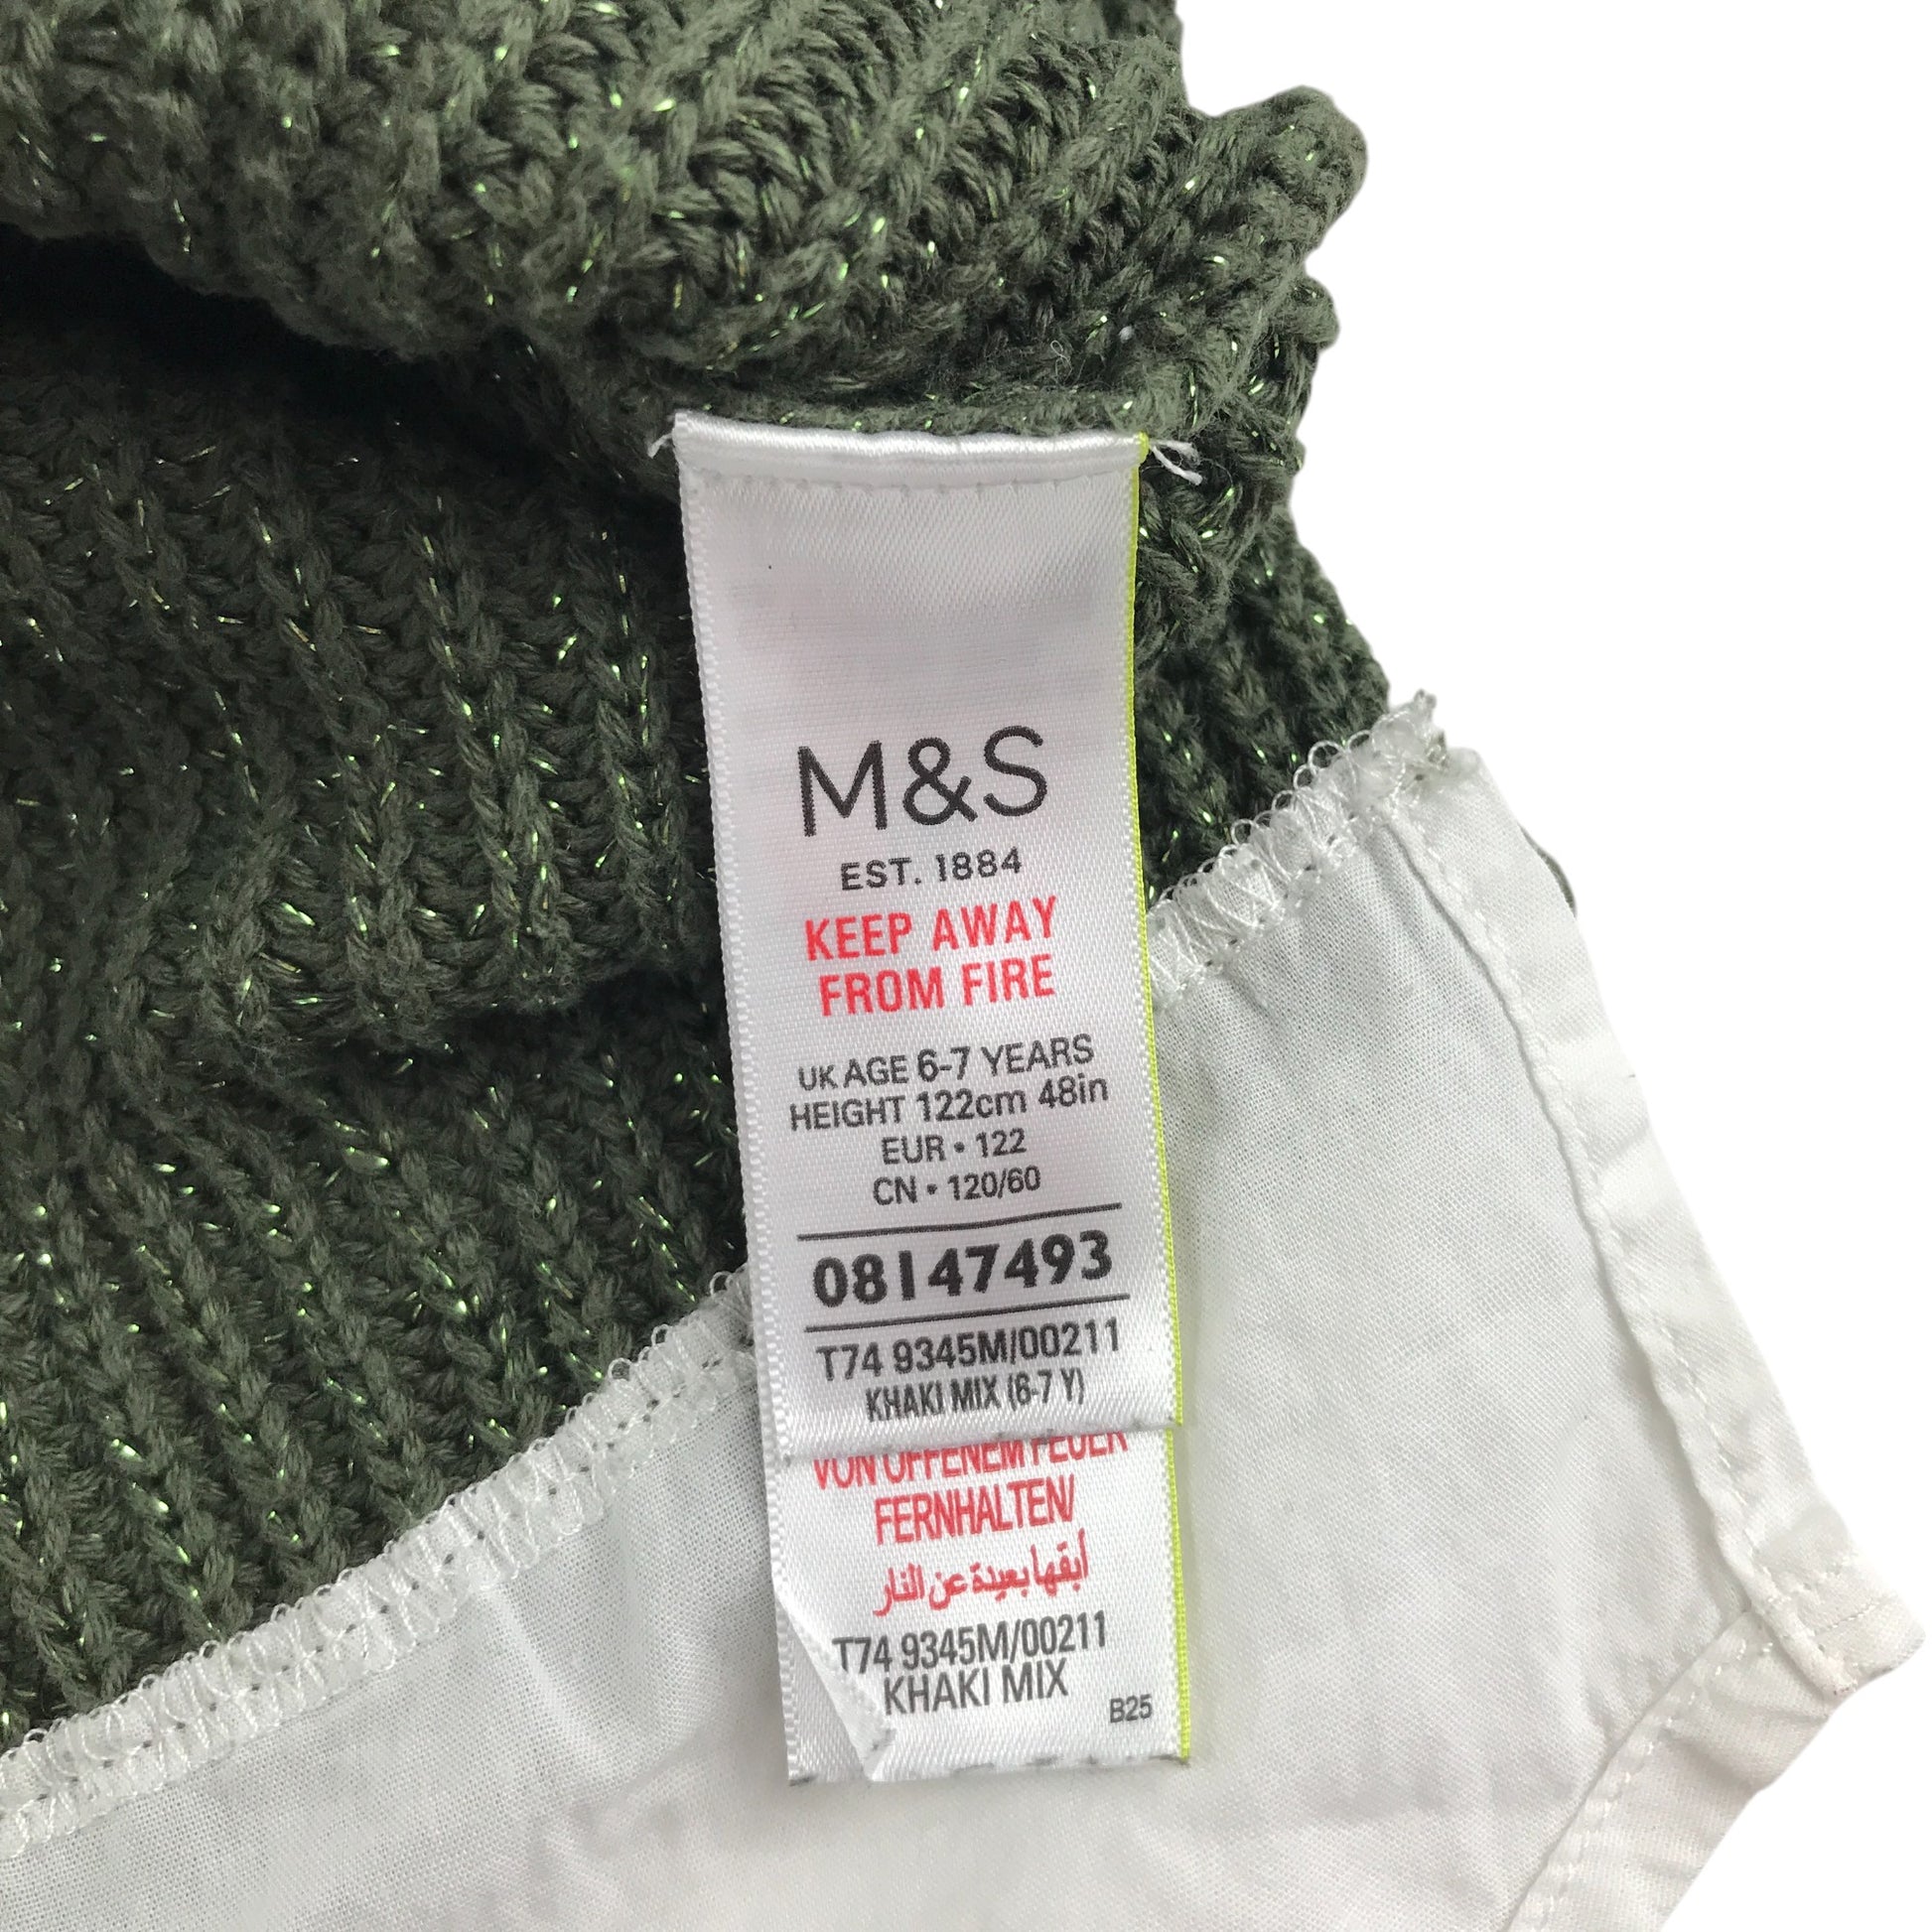 M&S
EST. 1884
KEEP AWAY
FROM FIRE
UK AGE 6-7 YEARS
HEIGHT 122cm 48in
EUR • 122
CN • 120/60
08147493
T74 9345M/00211
KHAKI MIX (6-7 Y)
VON OFFENEM FEUER
FERNHALTEN/
أبقها بعيدة عن النار
T74 9345M/00211
KHAKI MIX
B25